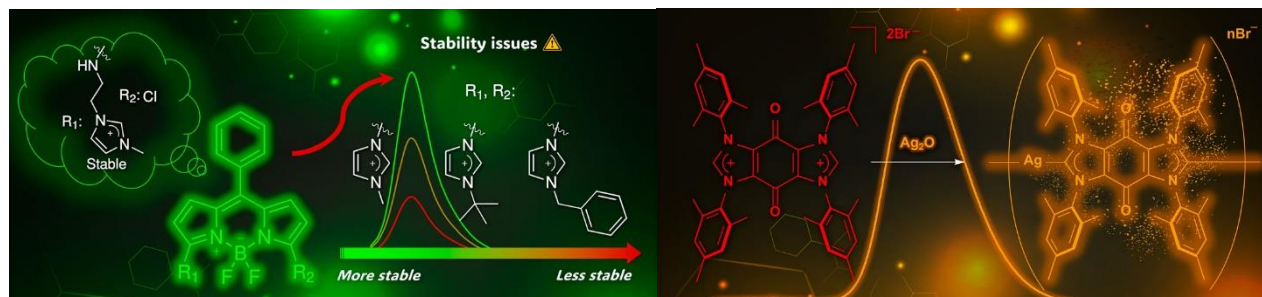 Stability issues ⚠
HN
R₂: Cl
R₁:
N
+
N
Stable
R₁, R₂:
N
+
N
N
+
N
N
+
N
N
N
+
B
−
R₁
F
F
R₂
More stable
Less stable
2Br⁻
O
N
N
+
+
N
N
O
Ag₂O
nBr⁻
O
N
N
Ag
+
N
N
O